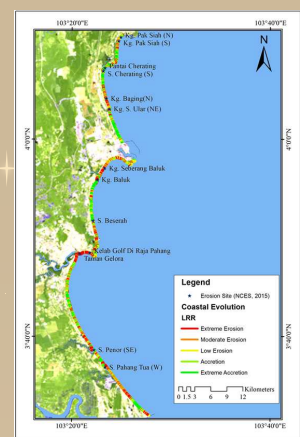 103°20'0"E
103°40'0"E
Kg. Pak Siah (N)
Kg. Pak Siah (S)
N
Pantai Cherating
S. Cherating (S)
Kg. Baging(N)
Kg. S. Ular (NE)
4°0'0"N
4°0'0"N
Kg. Seberang Baluk
Kg. Baluk
S. Beserah
Kelab Golf Di Raja Pahang
Taman Gelora
Legend
Erosion Site (NCES, 2015)
Coastal Evolution
LRR
Extreme Erosion
Moderate Erosion
Low Erosion
Accretion
Extreme Accretion
3°40'0"N
3°40'0"N
S. Penor (SE)
S. Pahang Tua (W)
Kilometers
0 1.5 3 6 9 12
103°20'0"E
103°40'0"E